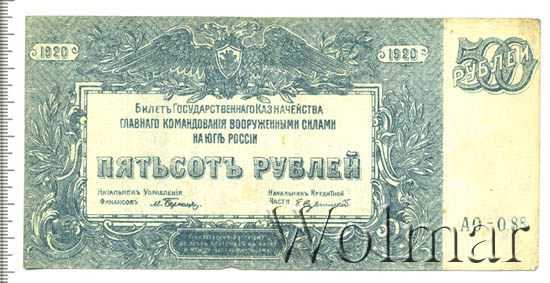 1920
1920
500
РУБЛЕЙ
БИЛЕТЪ ГОСУДАРСТВЕННАГО КАЗНАЧЕЙСТВА
ГЛАВНАГО КОМАНДОВАНІЯ ВООРУЖЕННЫМИ СИЛАМИ
НА ЮГѢ РОССІИ
ПЯТЬСОТЪ РУБЛЕЙ
НАЧАЛЬНИКЪ УПРАВЛЕНІЯ
ФИНАНСОВЪ
НАЧАЛЬНИКЪ КРЕДИТНОЙ
ЧАСТИ
Wolmar